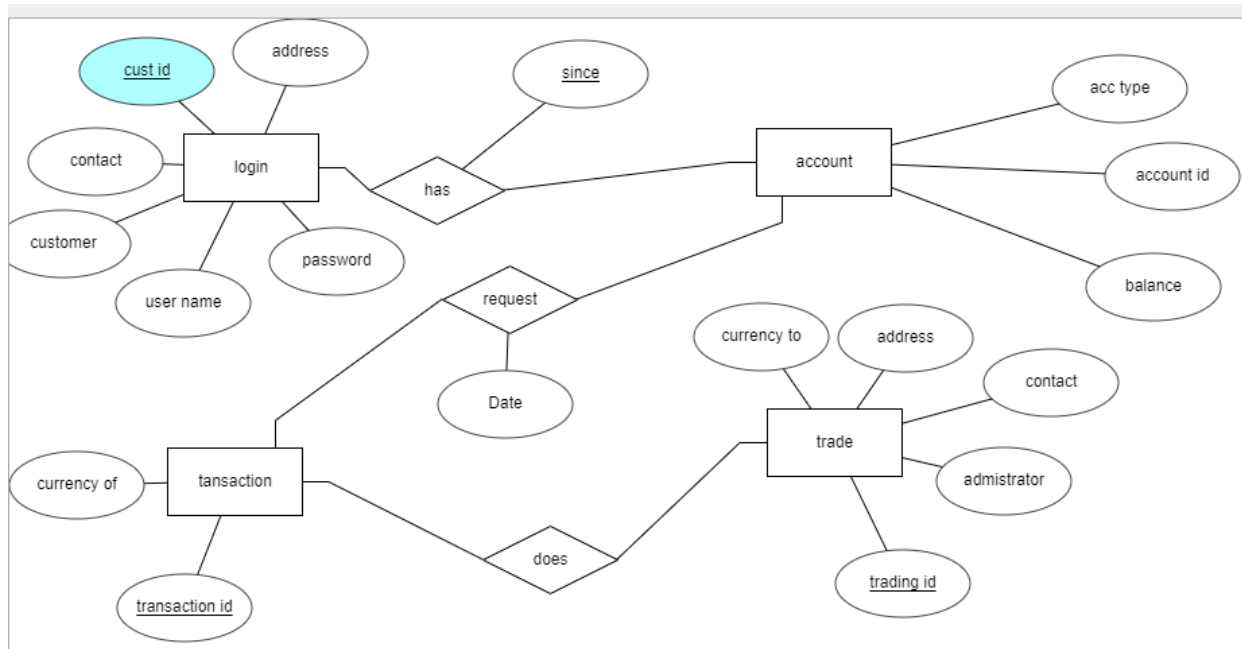 address
cust id
since
acc type
contact
login
account
account id
has
customer
password
user name
request
balance
currency to
address
contact
Date
trade
currency of
tansaction
admistrator
does
trading id
transaction id